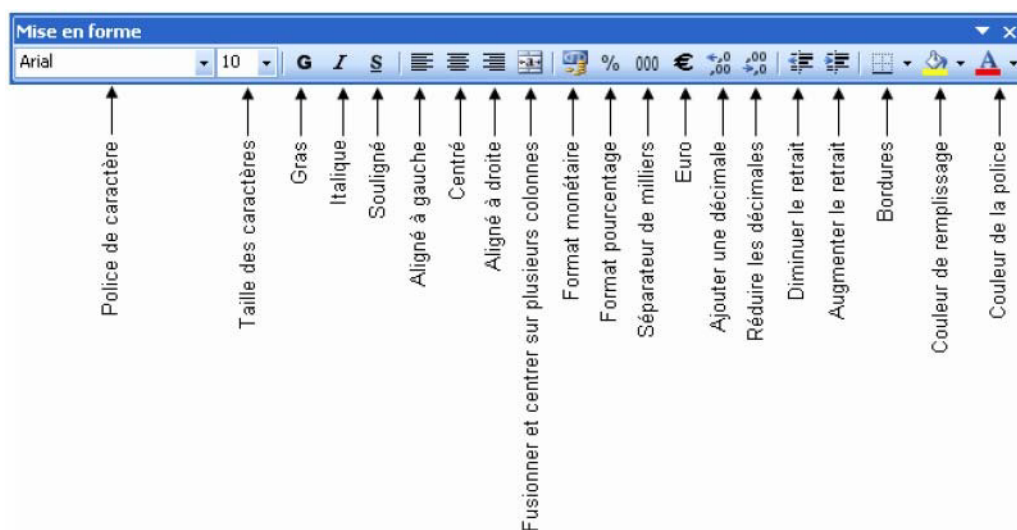 Mise en forme
Arial 10 G I S % 000 € ,0 ,00 ,00 ,0 A
Police de caractère
Taille des caractères
Gras
Italique
Souligné
Aligné à gauche
Centré
Aligné à droite
Fusionner et centrer sur plusieurs colonnes
Format monétaire
Format pourcentage
Séparateur de milliers
Euro
Ajouter une décimale
Réduire les décimales
Diminuer le retrait
Augmenter le retrait
Bordures
Couleur de remplissage
Couleur de la police